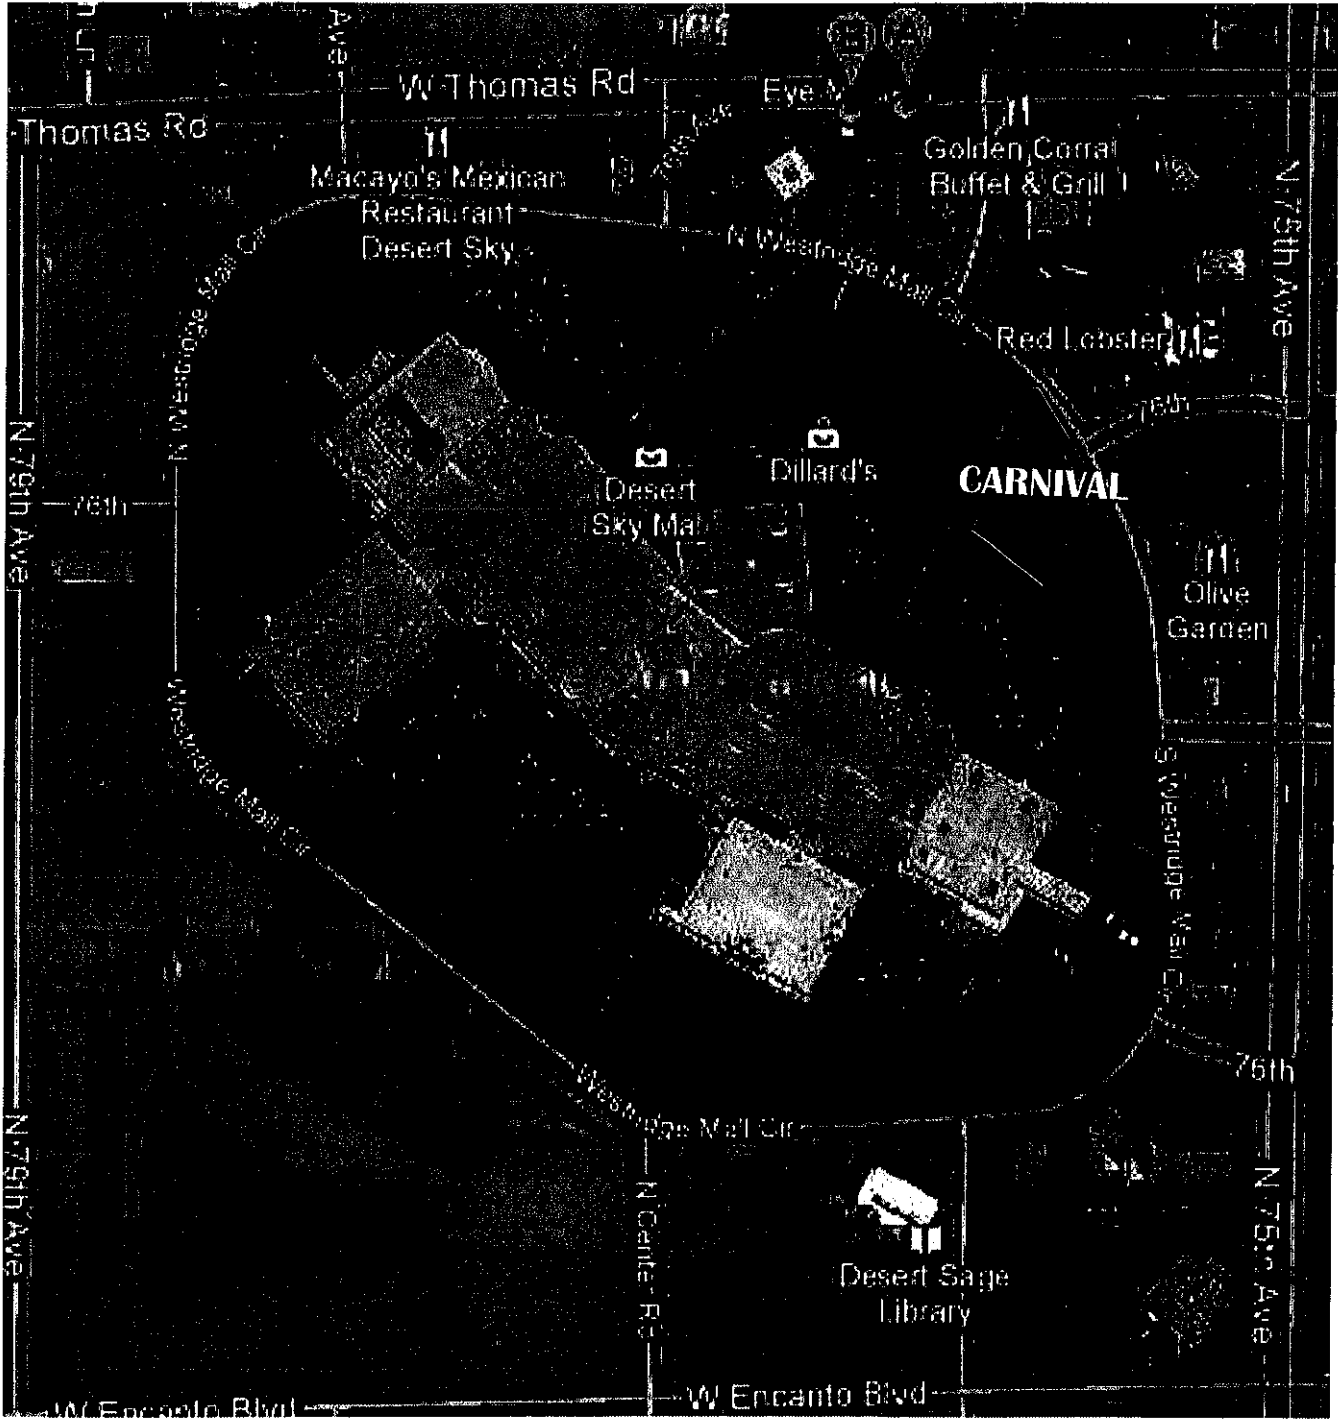 Ave
W Thomas Rd
Thomas Rd
Macayo's Mexican
Restaurant
Desert Sky
B
A
Golden Corral
Buffet & Grill
N 75th Ave
N Westridge Mall Cir
N Westridge Mall Cir
Red Lobster
76th
Desert
Sky Mall
Dillard's
CARNIVAL
N 79th Ave
76th
Olive
Garden
Westridge Mall Cir
S Westridge Mall Cir
76th
Westridge Mall Cir
N 79th Ave
N 75th Ave
Desert Sage
Library
W Encanto Blvd
W Encanto Blvd